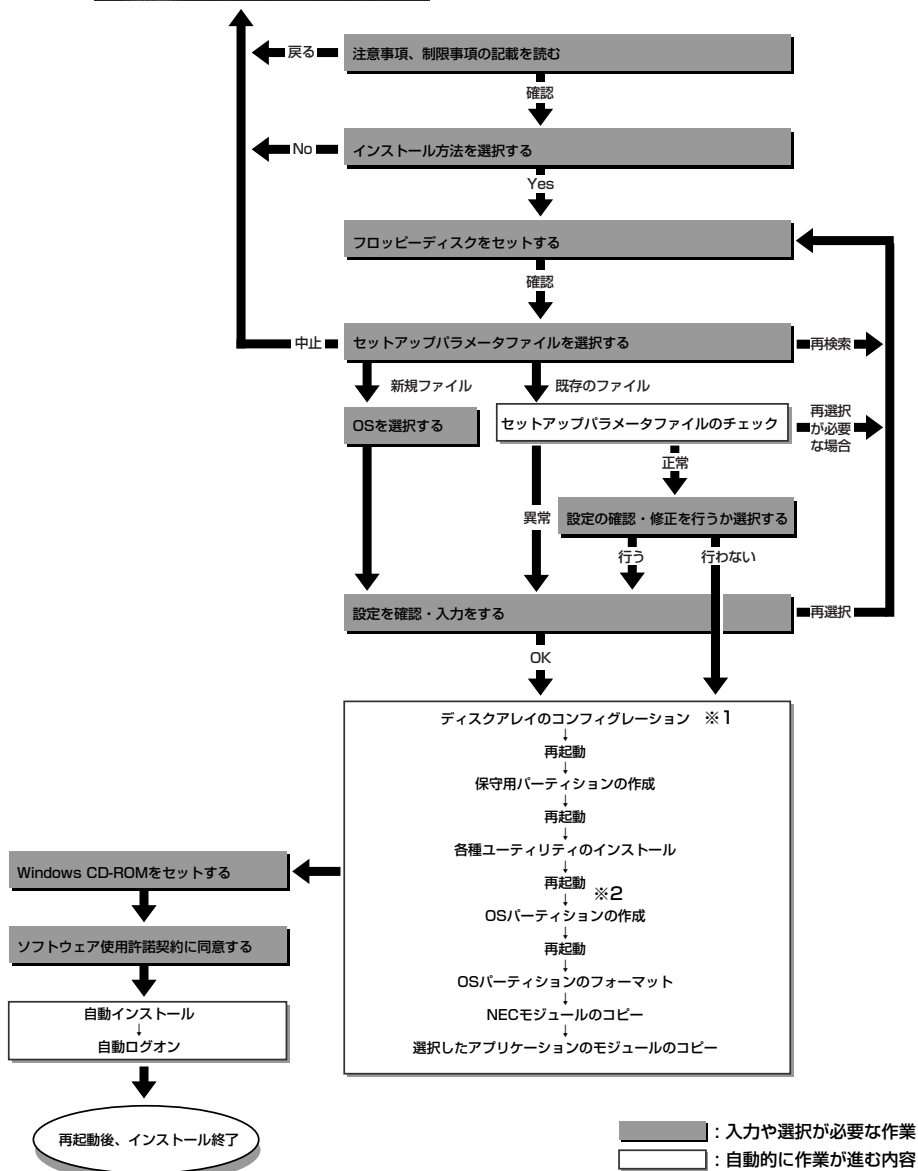 戻る
注意事項、制限事項の記載を読む
確認
No
インストール方法を選択する
Yes
フロッピーディスクをセットする
確認
中止
セットアップパラメータファイルを選択する
再検索
新規ファイル
既存のファイル
OSを選択する
セットアップパラメータファイルのチェック
再選択
が必要
な場合
正常
異常
設定の確認・修正を行うか選択する
行う
行わない
設定を確認・入力をする
再選択
OK
ディスクアレイのコンフィグレーション ※1
↓
再起動
↓
保守用パーティションの作成
↓
再起動
↓
各種ユーティリティのインストール
↓
再起動
↓ ※2
OSパーティションの作成
↓
再起動
↓
OSパーティションのフォーマット
↓
NECモジュールのコピー
↓
選択したアプリケーションのモジュールのコピー
Windows CD-ROMをセットする
ソフトウェア使用許諾契約に同意する
自動インストール
↓
自動ログオン
再起動後、インストール終了
：入力や選択が必要な作業
：自動的に作業が進む内容